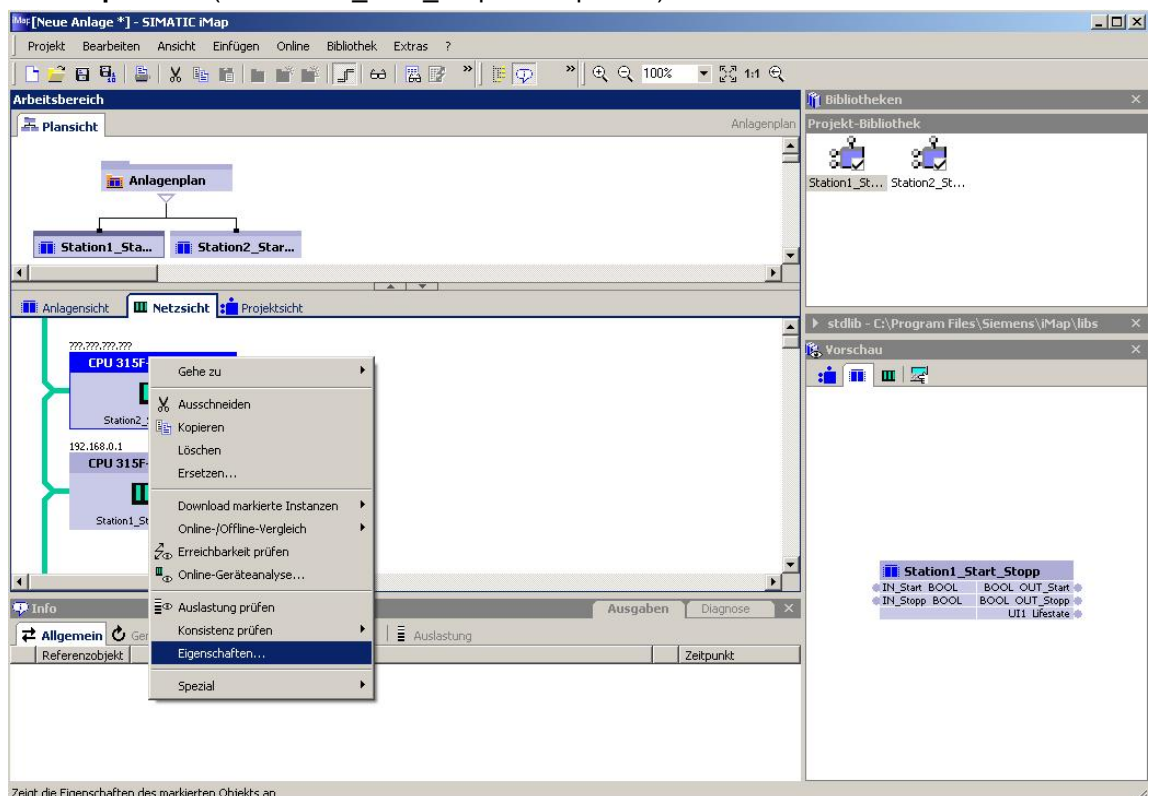 [Neue Anlage *] - SIMATIC iMap
Projekt Bearbeiten Ansicht Einfügen Online Bibliothek Extras ?
100% 1:1
Arbeitsbereich
Plansicht Anlagenplan
Anlagenplan
Station1_Sta... Station2_Star...
Anlagensicht Netzsicht Projektsicht
???.???.???.???
CPU 315F-
Station2_
192.168.0.1
CPU 315F-
Station1_St
Gehe zu
Ausschneiden
Kopieren
Löschen
Ersetzen...
Download markierte Instanzen
Online-/Offline-Vergleich
Erreichbarkeit prüfen
Online-Geräteanalyse...
Auslastung prüfen
Konsistenz prüfen
Eigenschaften...
Spezial
Info Ausgaben Diagnose
Allgemein Ger Auslastung
Referenzobjekt Zeitpunkt
Bibliotheken
Projekt-Bibliothek
Station1_St... Station2_St...
stdlib - C:\Program Files\Siemens\iMap\libs
Vorschau
Station1_Start_Stopp
IN_Start BOOL BOOL OUT_Start
IN_Stopp BOOL BOOL OUT_Stopp
UI1 Lifestate
Zeigt die Eigenschaften des markierten Objekts an